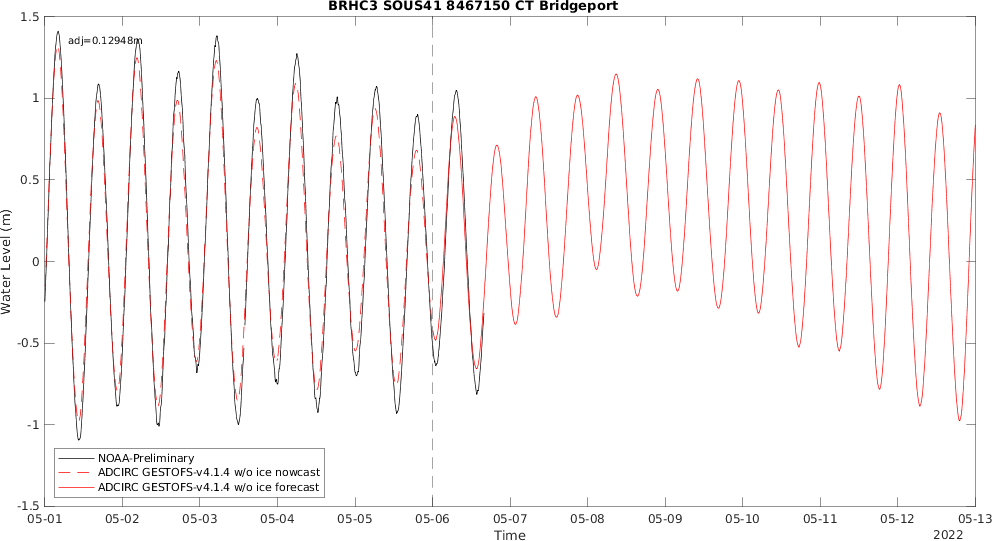 BRHC3 SOUS41 8467150 CT Bridgeport
adj=0.12948m
1.5
1
0.5
0
-0.5
-1
-1.5
Water Level (m)
NOAA-Preliminary
ADCIRC GESTOFS-v4.1.4 w/o ice nowcast
ADCIRC GESTOFS-v4.1.4 w/o ice forecast
05-01 05-02 05-03 05-04 05-05 05-06 05-07 05-08 05-09 05-10 05-11 05-12 05-13
Time
2022